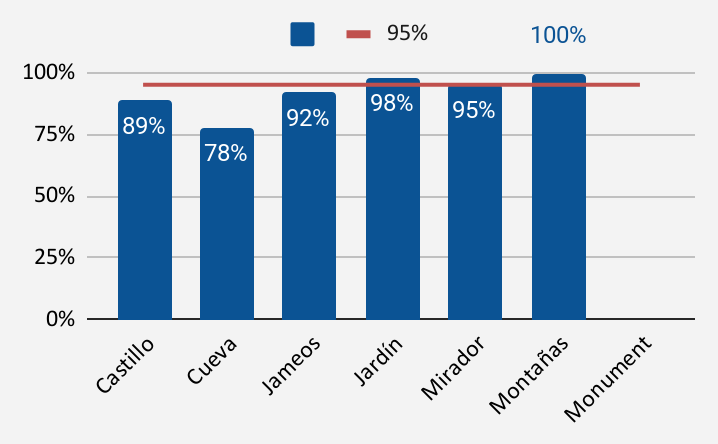 95%
100%
100%
75%
50%
25%
0%
89%
78%
92%
98%
95%
Castillo
Cueva
Jameos
Jardín
Mirador
Montañas
Monument